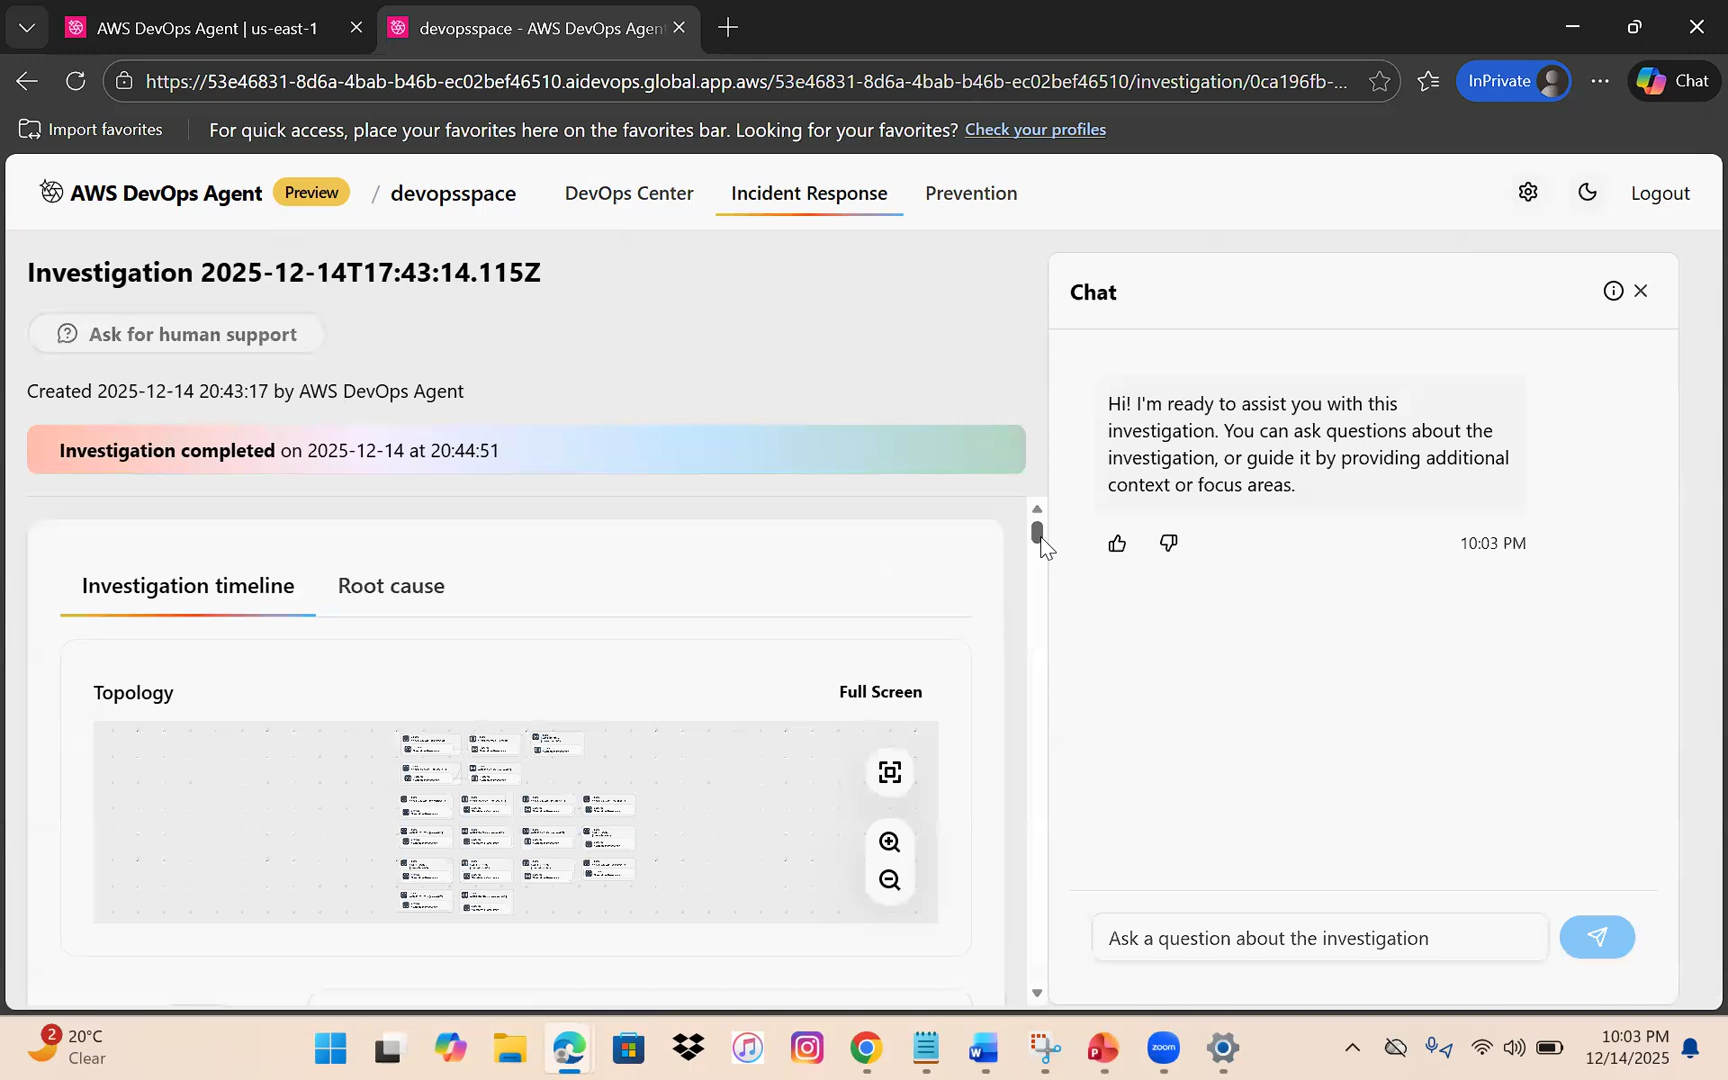 AWS DevOps Agent | us-east-1
devopsspace - AWS DevOps Agen
https://53e46831-8d6a-4bab-b46b-ec02bef46510.aidevops.global.app.aws/53e46831-8d6a-4bab-b46b-ec02bef46510/investigation/0ca196fb-...
InPrivate
Chat
Import favorites
For quick access, place your favorites here on the favorites bar. Looking for your favorites? Check your profiles
AWS DevOps Agent Preview / devopsspace
DevOps Center
Incident Response
Prevention
Logout
Investigation 2025-12-14T17:43:14.115Z
Ask for human support
Created 2025-12-14 20:43:17 by AWS DevOps Agent
Investigation completed on 2025-12-14 at 20:44:51
Investigation timeline
Root cause
Topology
Full Screen
Chat
Hi! I'm ready to assist you with this
investigation. You can ask questions about the
investigation, or guide it by providing additional
context or focus areas.
10:03 PM
Ask a question about the investigation
2
20°C
Clear
zoom
10:03 PM
12/14/2025